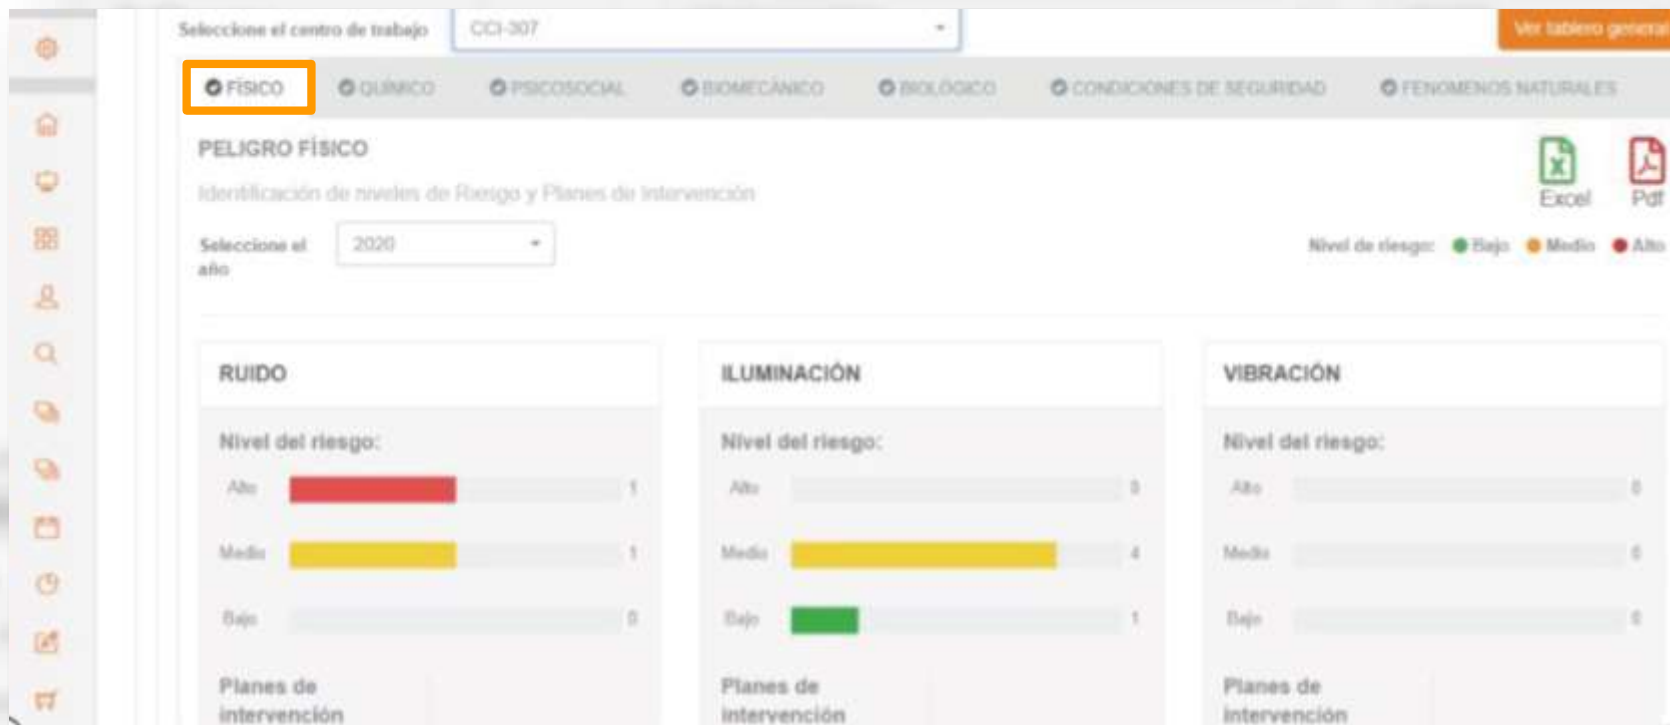 Seleccione el centro de trabajo CCI-307 Ver tablero general
FÍSICO QUÍMICO PSICOSOCIAL BIOMECÁNICO BIOLÓGICO CONDICIONES DE SEGURIDAD FENOMENOS NATURALES
PELIGRO FÍSICO
Identificación de niveles de Riesgo y Planes de Intervención
Excel Pdf
Seleccione el año 2020 Nivel de riesgo: Bajo Medio Alto
RUIDO ILUMINACIÓN VIBRACIÓN
Nivel del riesgo: Nivel del riesgo: Nivel del riesgo:
Alto 1 Alto 0 Alto 0
Medio 1 Medio 4 Medio 0
Bajo 0 Bajo 1 Bajo 0
Planes de Planes de Planes de
intervención intervención intervención